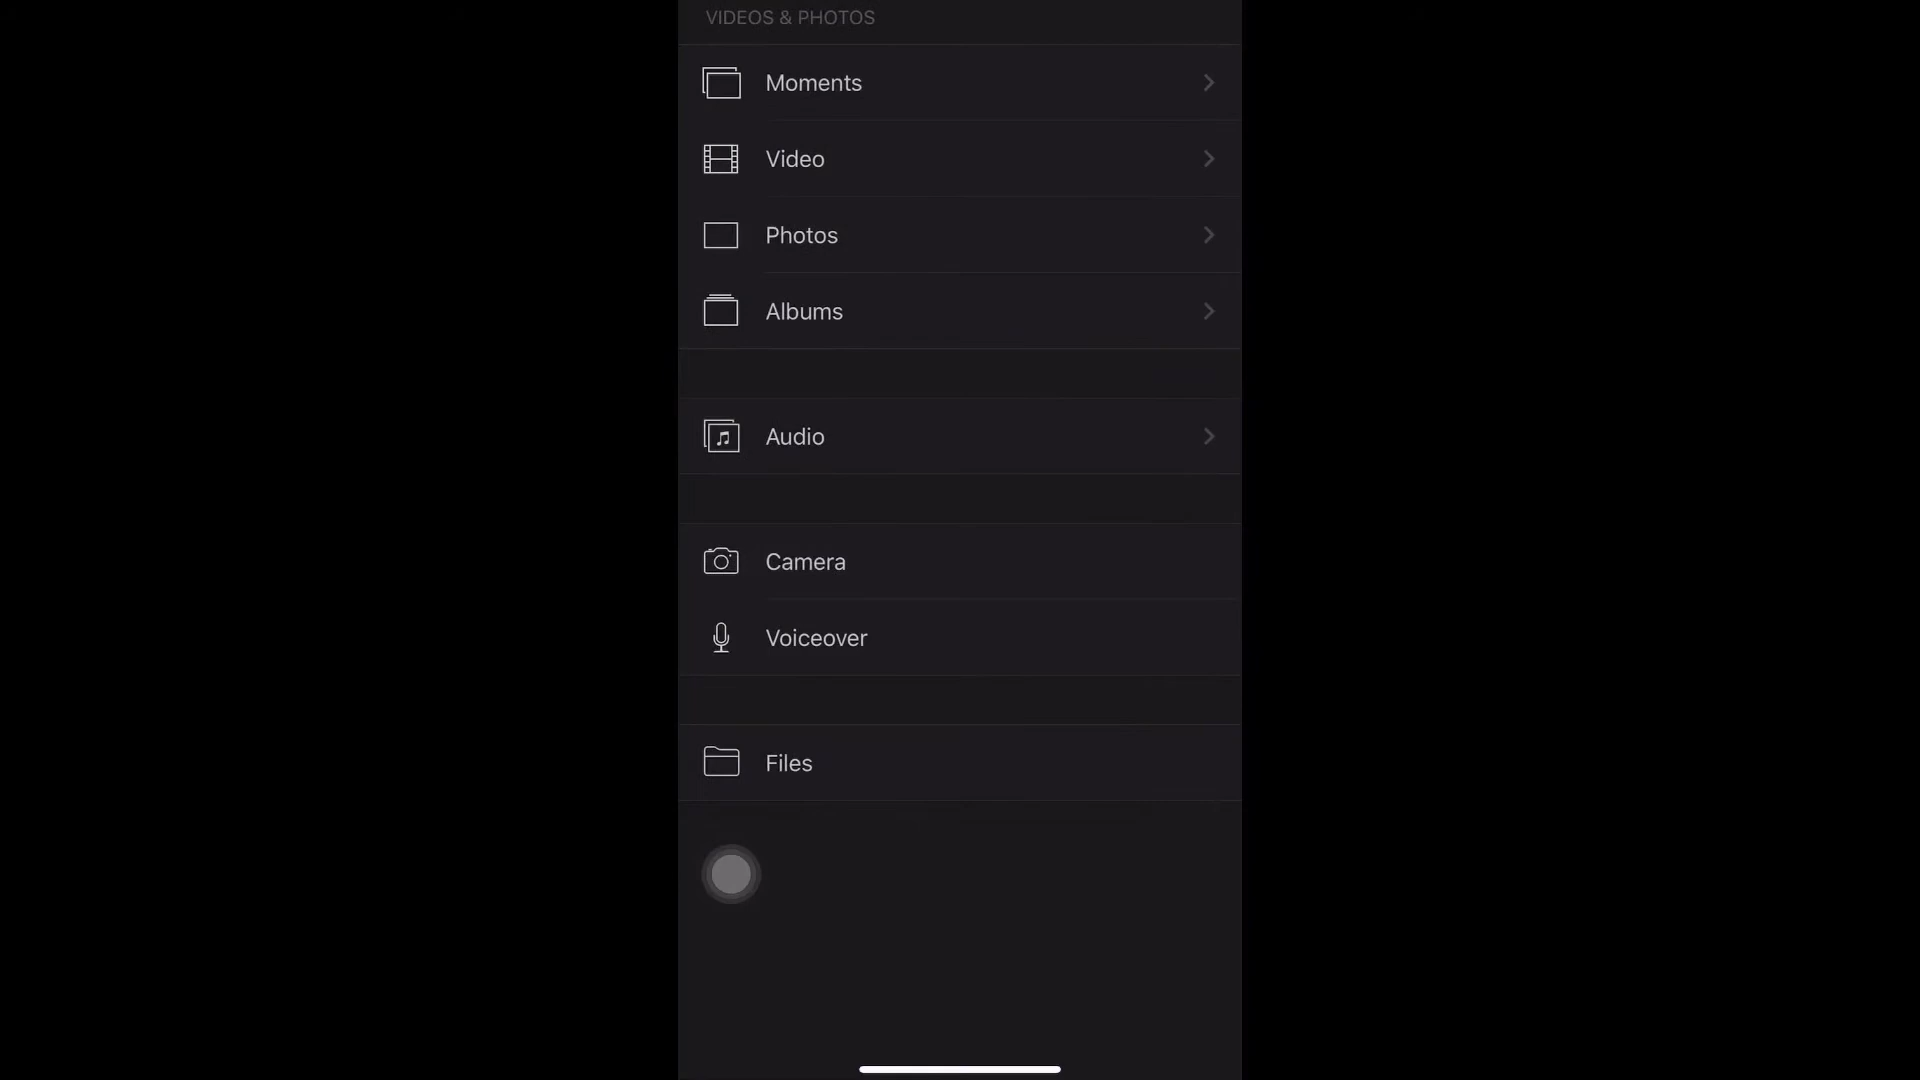 VIDEOS & PHOTOS
Moments
Video
Photos
Albums
Audio
Camera
Voiceover
Files